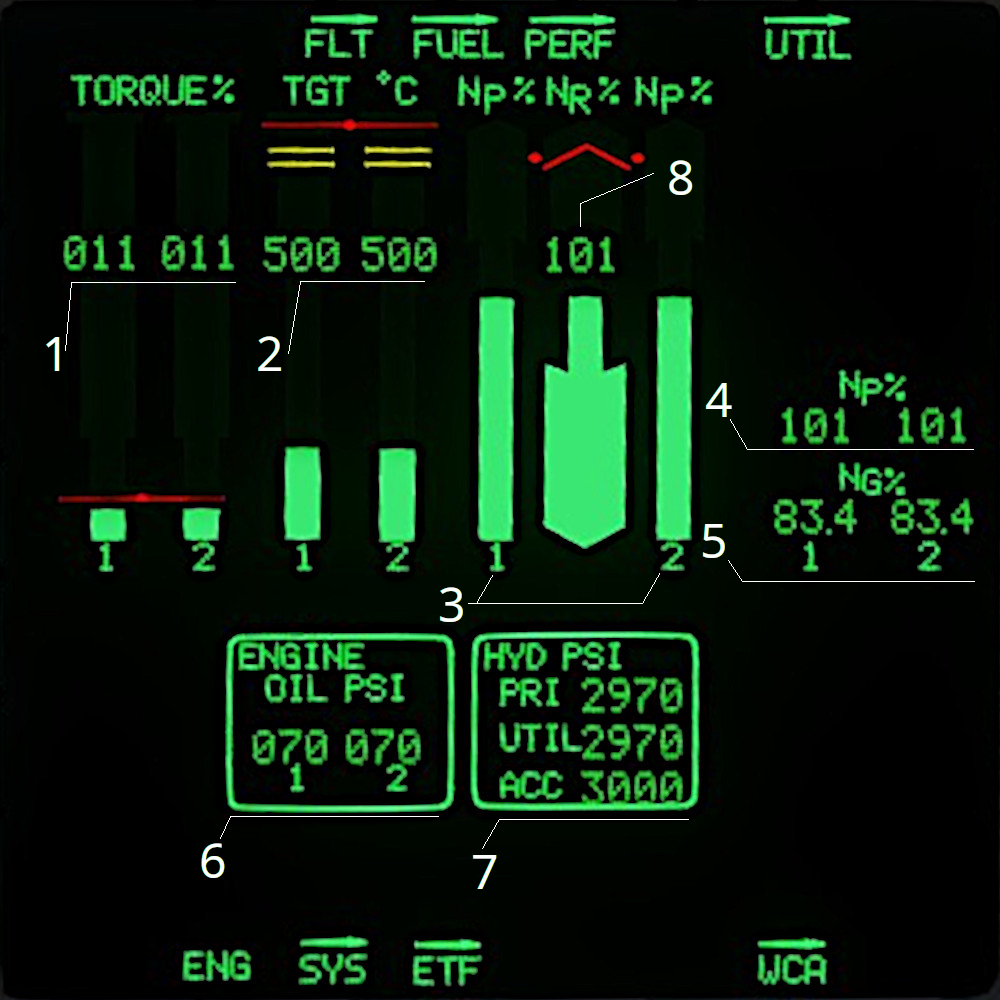 FLT FUEL PERF UTIL
TORQUE% TGT °C Np% NR% Np%
8
011 011 500 500 101
1 2
4 Np%
101 101
NG%
83.4 83.4
5 1 2
1 2 1 2 1 2
3
ENGINE
OIL PSI
070 070
1 2
HYD PSI
PRI 2970
UTIL 2970
ACC 3000
6 7
ENG SYS ETF WCA